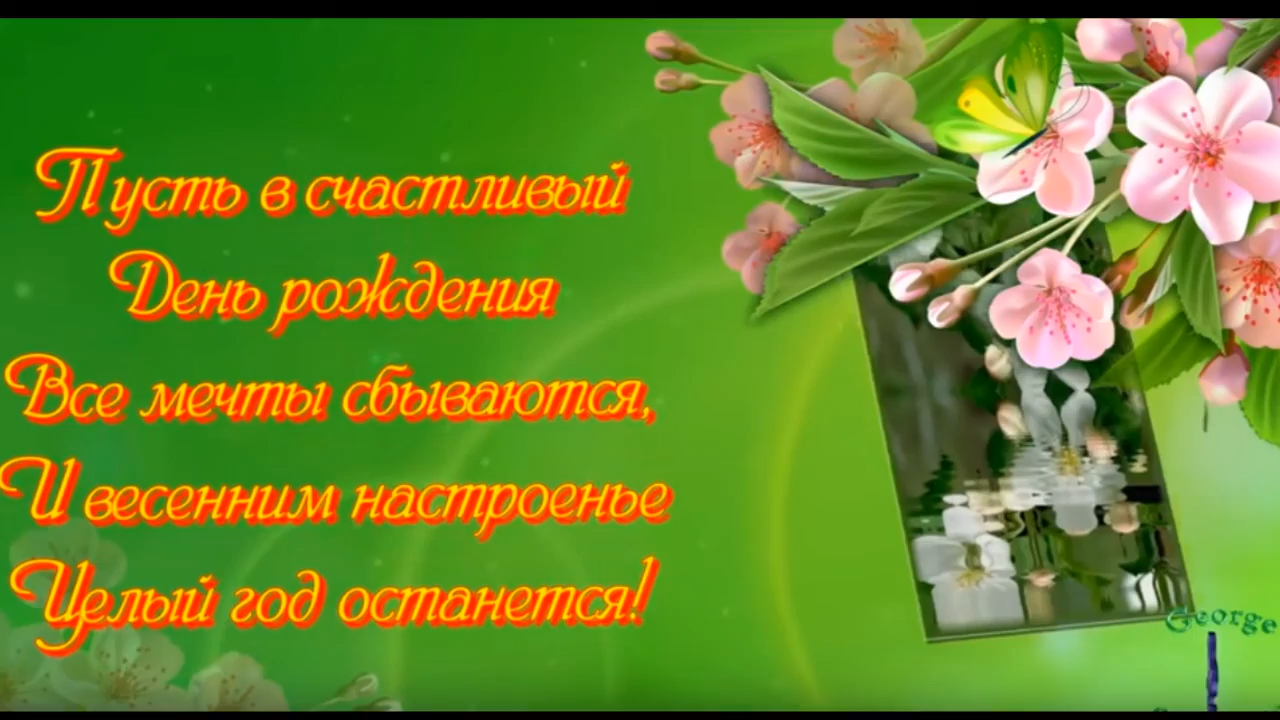 Пусть в счастливый
День рождения
Все мечты сбываются,
И весенним настроенье
Целый год останется!
George